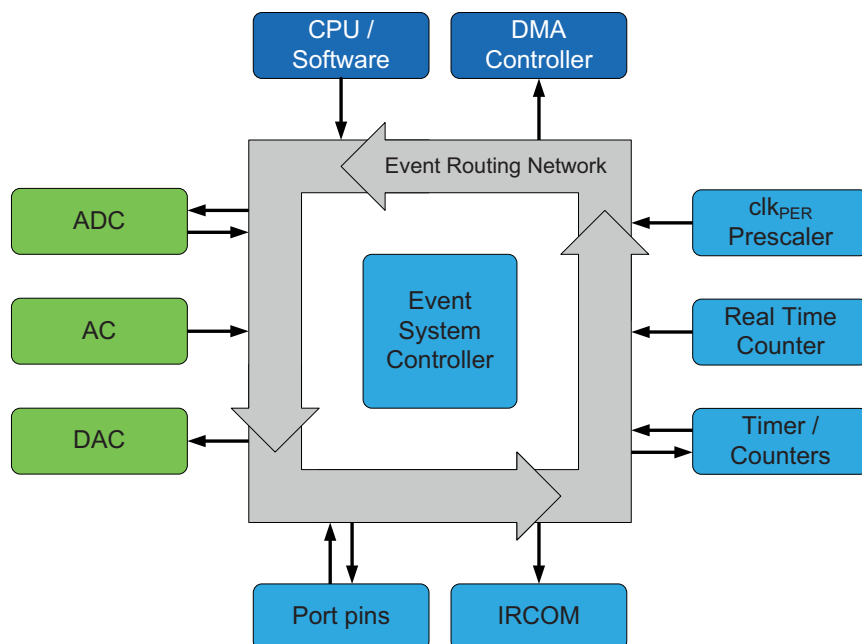 CPU /
Software
DMA
Controller
Event Routing Network
ADC
clkPER
Prescaler
Event
System
Controller
AC
Real Time
Counter
DAC
Timer /
Counters
Port pins
IRCOM